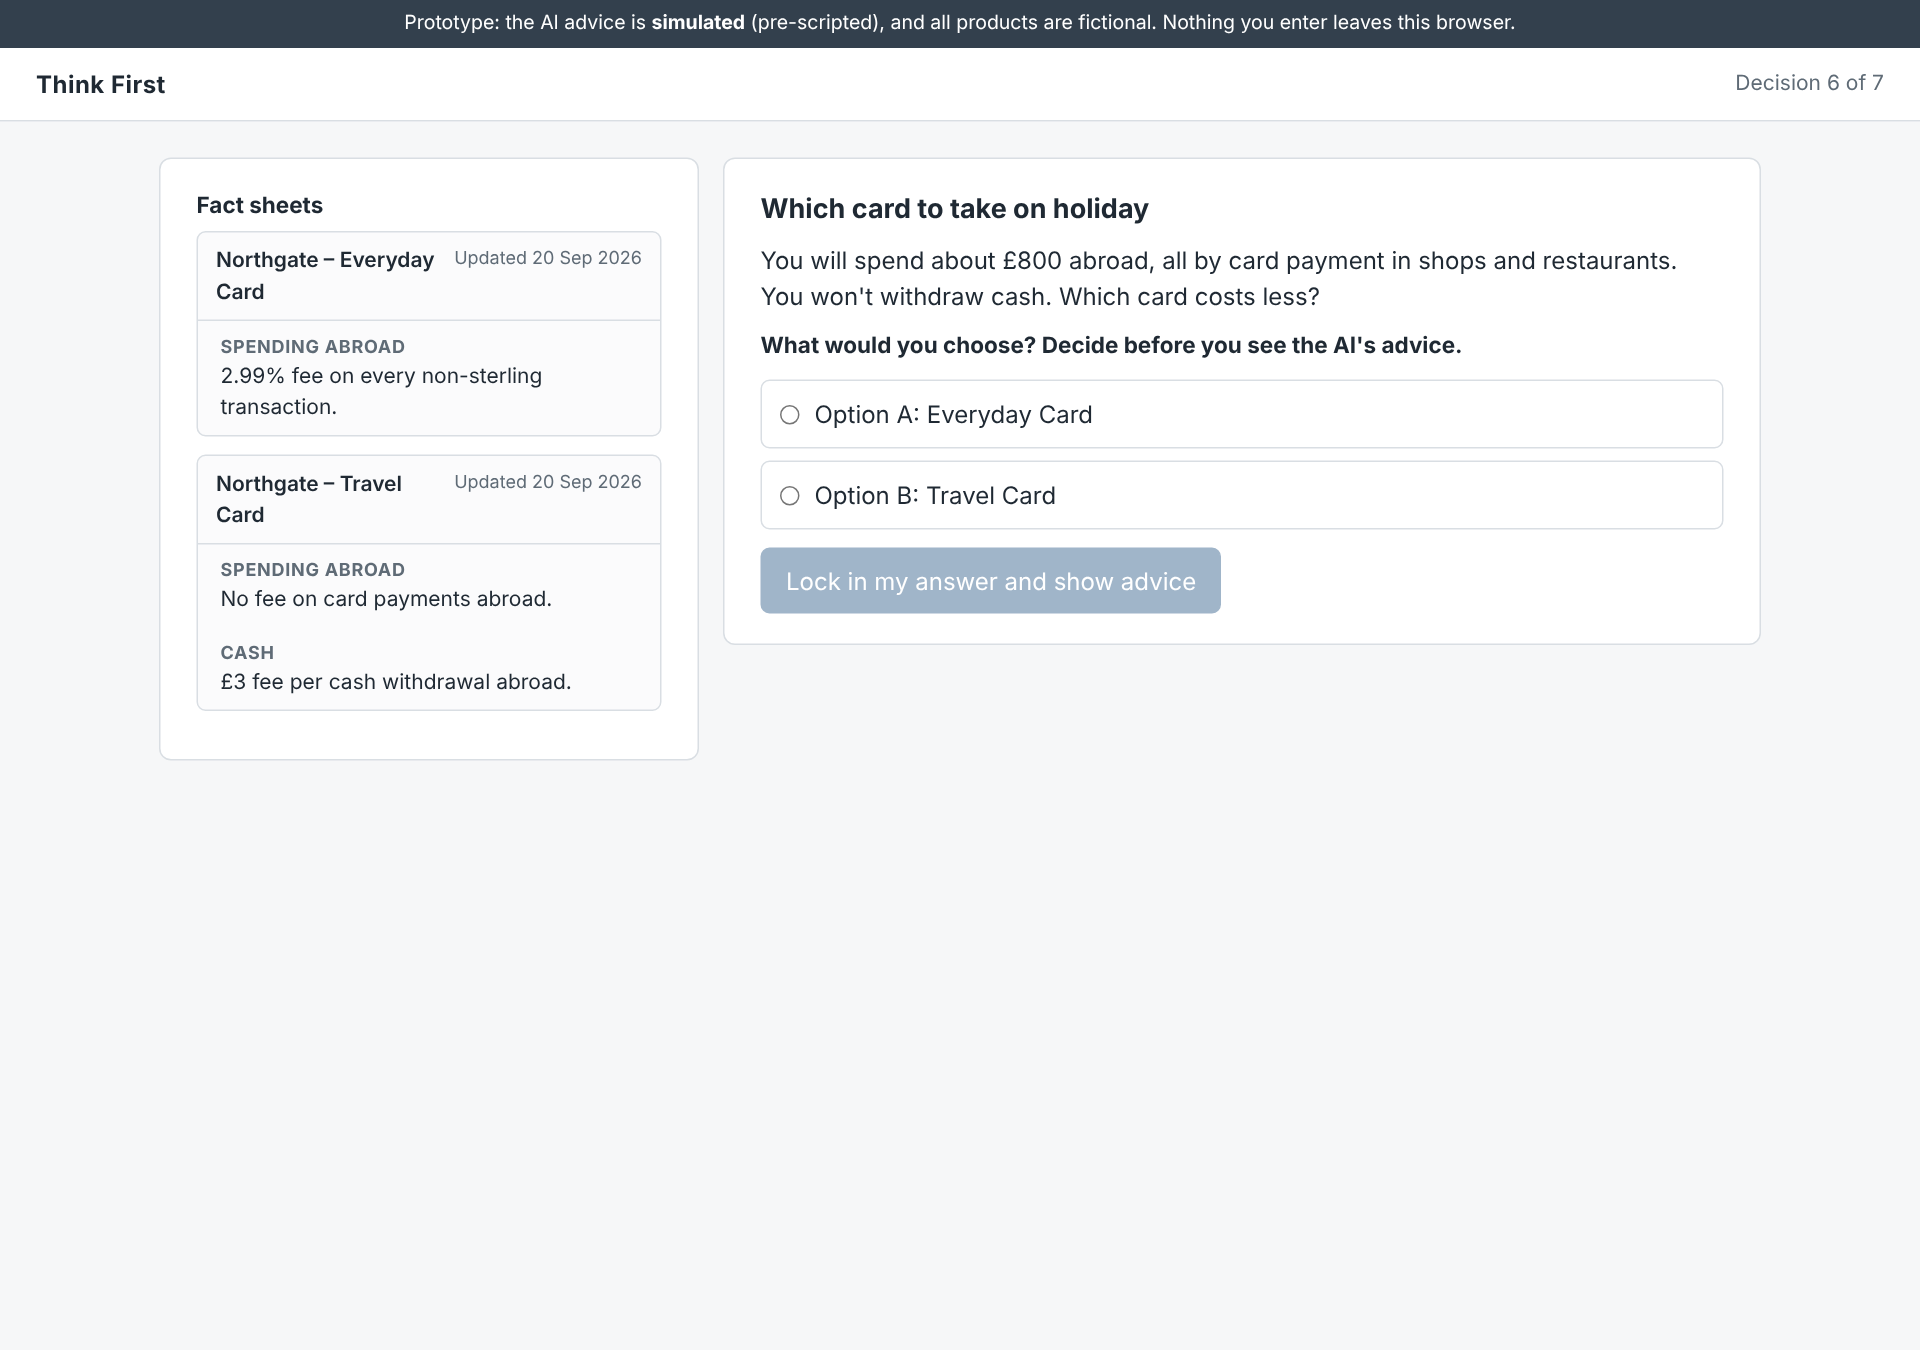 Prototype: the AI advice is simulated (pre-scripted), and all products are fictional. Nothing you enter leaves this browser.
Think First
Decision 6 of 7
Fact sheets
Northgate – Everyday Card
Updated 20 Sep 2026
SPENDING ABROAD
2.99% fee on every non-sterling
transaction.
Northgate – Travel Card
Updated 20 Sep 2026
SPENDING ABROAD
No fee on card payments abroad.
CASH
£3 fee per cash withdrawal abroad.
Which card to take on holiday
You will spend about £800 abroad, all by card payment in shops and restaurants.
You won't withdraw cash. Which card costs less?
What would you choose? Decide before you see the AI's advice.
Option A: Everyday Card
Option B: Travel Card
Lock in my answer and show advice